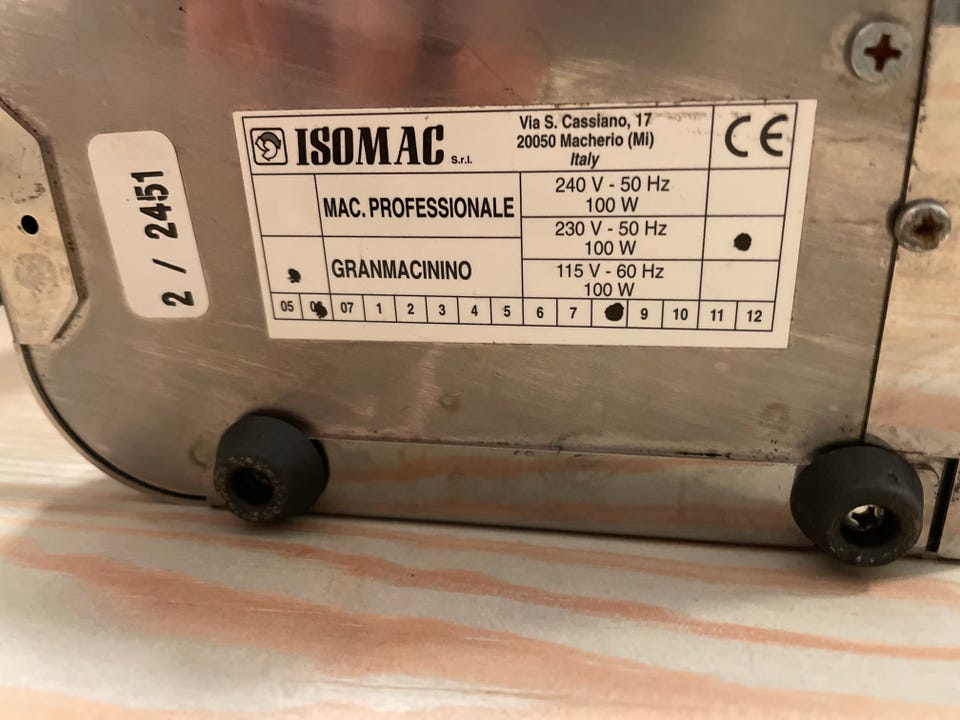 ISOMAC S.r.l.
Via S. Cassiano, 17
20050 Macherio (Mi)
Italy
CE
MAC. PROFESSIONALE
GRANMACININO
240 V - 50 Hz
100 W
230 V - 50 Hz
100 W
115 V - 60 Hz
100 W
05 06 07 1 2 3 4 5 6 7 9 10 11 12
2 / 2451